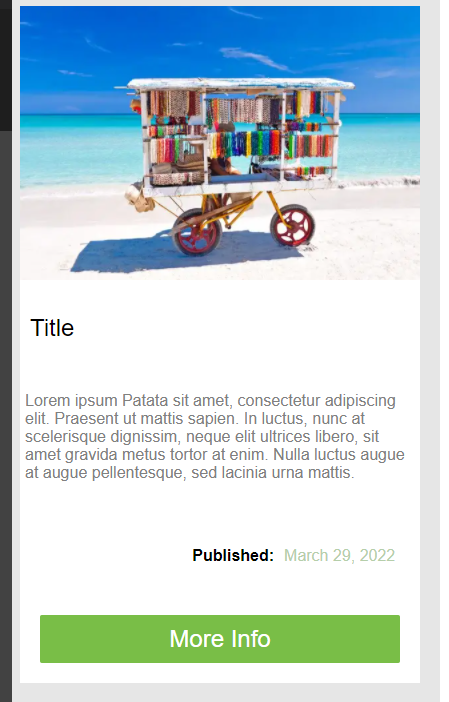 Title
Lorem ipsum Patata sit amet, consectetur adipiscing
elit. Praesent ut mattis sapien. In luctus, nunc at
scelerisque dignissim, neque elit ultrices libero, sit
amet gravida metus tortor at enim. Nulla luctus augue
at augue pellentesque, sed lacinia urna mattis.
Published: March 29, 2022
More Info